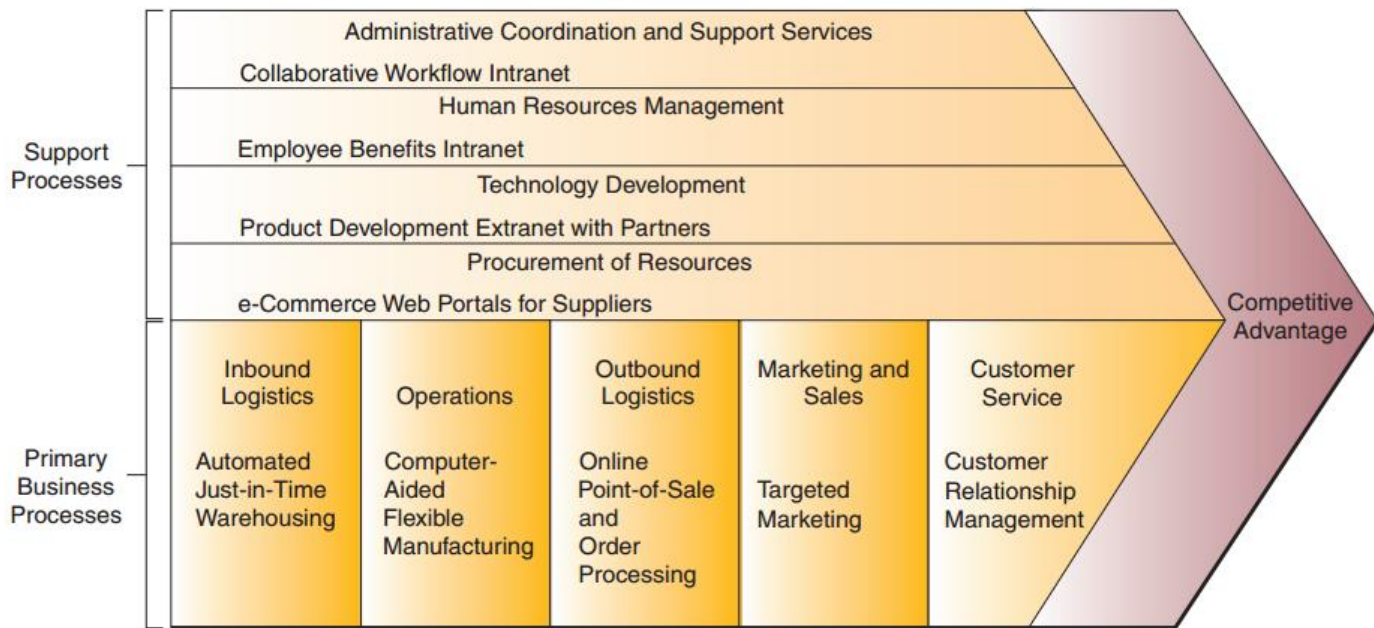 Administrative Coordination and Support Services
Collaborative Workflow Intranet
Human Resources Management
Employee Benefits Intranet
Support
Processes
Technology Development
Product Development Extranet with Partners
Procurement of Resources
e-Commerce Web Portals for Suppliers
Competitive
Advantage
Primary
Business
Processes
Inbound
Logistics
Automated
Just-in-Time
Warehousing
Operations
Computer-
Aided
Flexible
Manufacturing
Outbound
Logistics
Online
Point-of-Sale
and
Order
Processing
Marketing and
Sales
Targeted
Marketing
Customer
Service
Customer
Relationship
Management